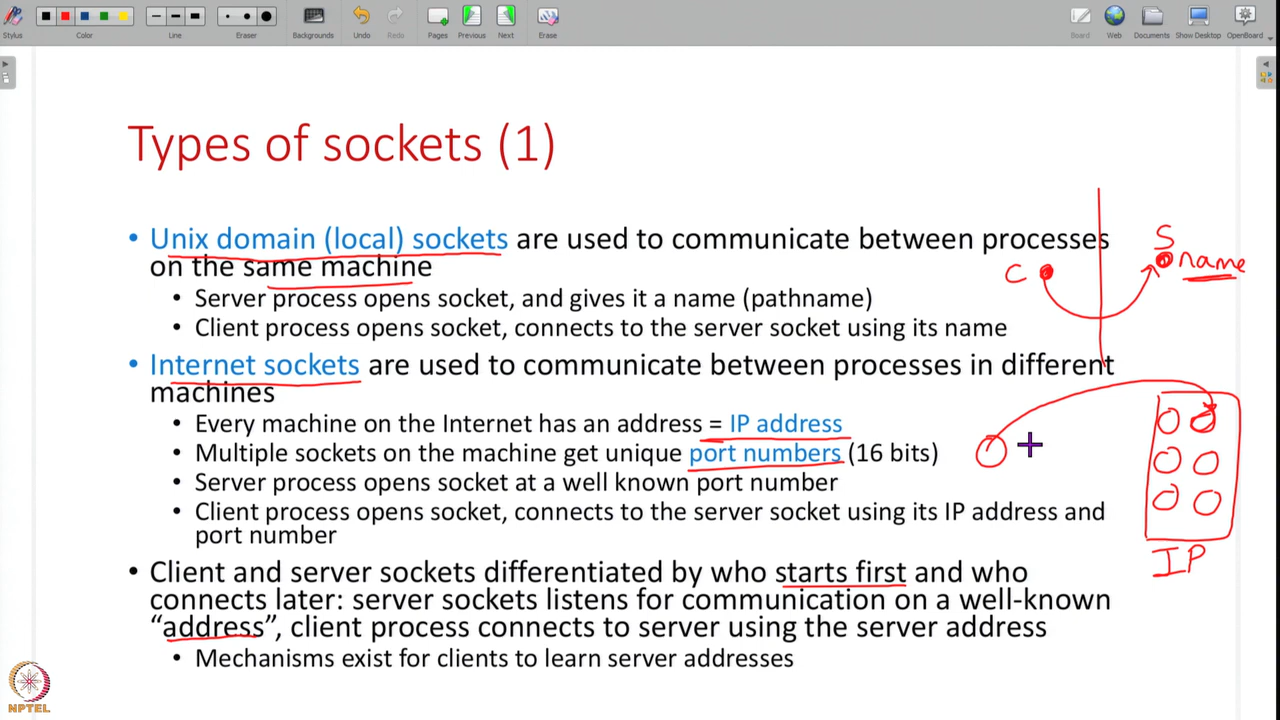 Stylus
Color
Line
Eraser
Backgrounds
Undo
Redo
Pages
Previous
Next
Erase
Board
Web
Documents
Show Desktop
OpenBoard
Types of sockets (1)
• Unix domain (local) sockets are used to communicate between processes
on the same machine
• Server process opens socket, and gives it a name (pathname)
• Client process opens socket, connects to the server socket using its name
C
S
name
• Internet sockets are used to communicate between processes in different
machines
• Every machine on the Internet has an address = IP address
• Multiple sockets on the machine get unique port numbers (16 bits)
• Server process opens socket at a well known port number
• Client process opens socket, connects to the server socket using its IP address and
port number
IP
• Client and server sockets differentiated by who starts first and who
connects later: server sockets listens for communication on a well-known
“address”, client process connects to server using the server address
• Mechanisms exist for clients to learn server addresses
NPTEL